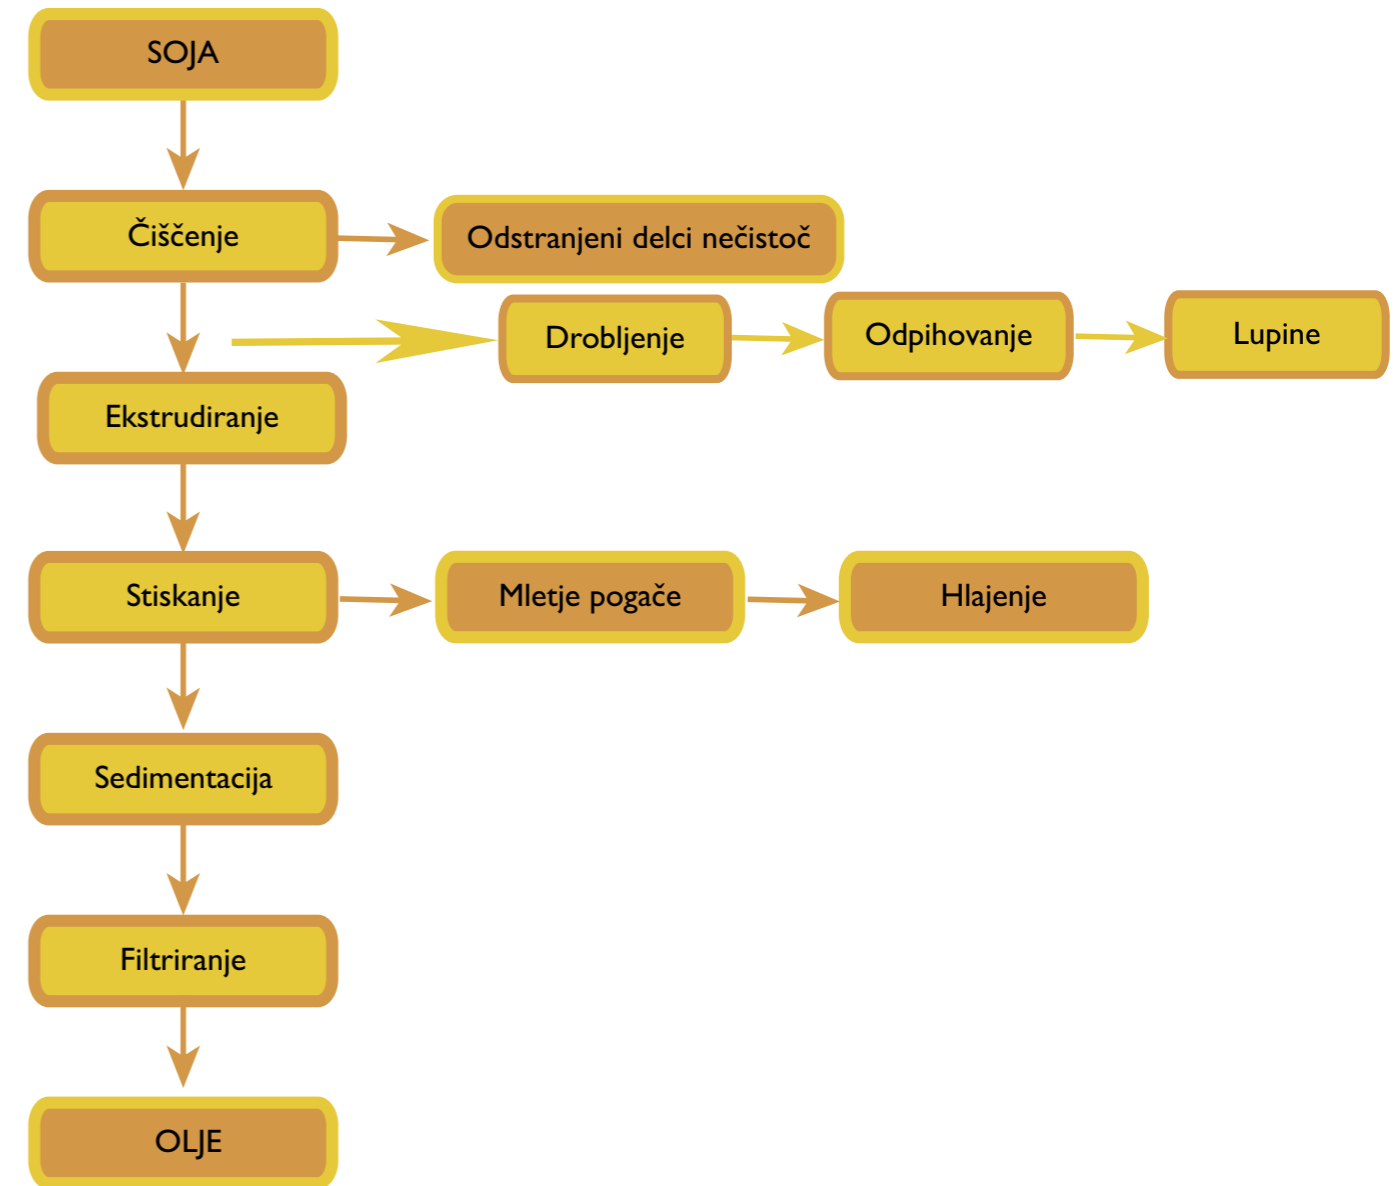 SOJA
Čiščenje
Odstranjeni delci nečistoč
Drobljenje
Odpihovanje
Lupine
Ekstrudiranje
Stiskanje
Mletje pogače
Hlajenje
Sedimentacija
Filtriranje
OLJE